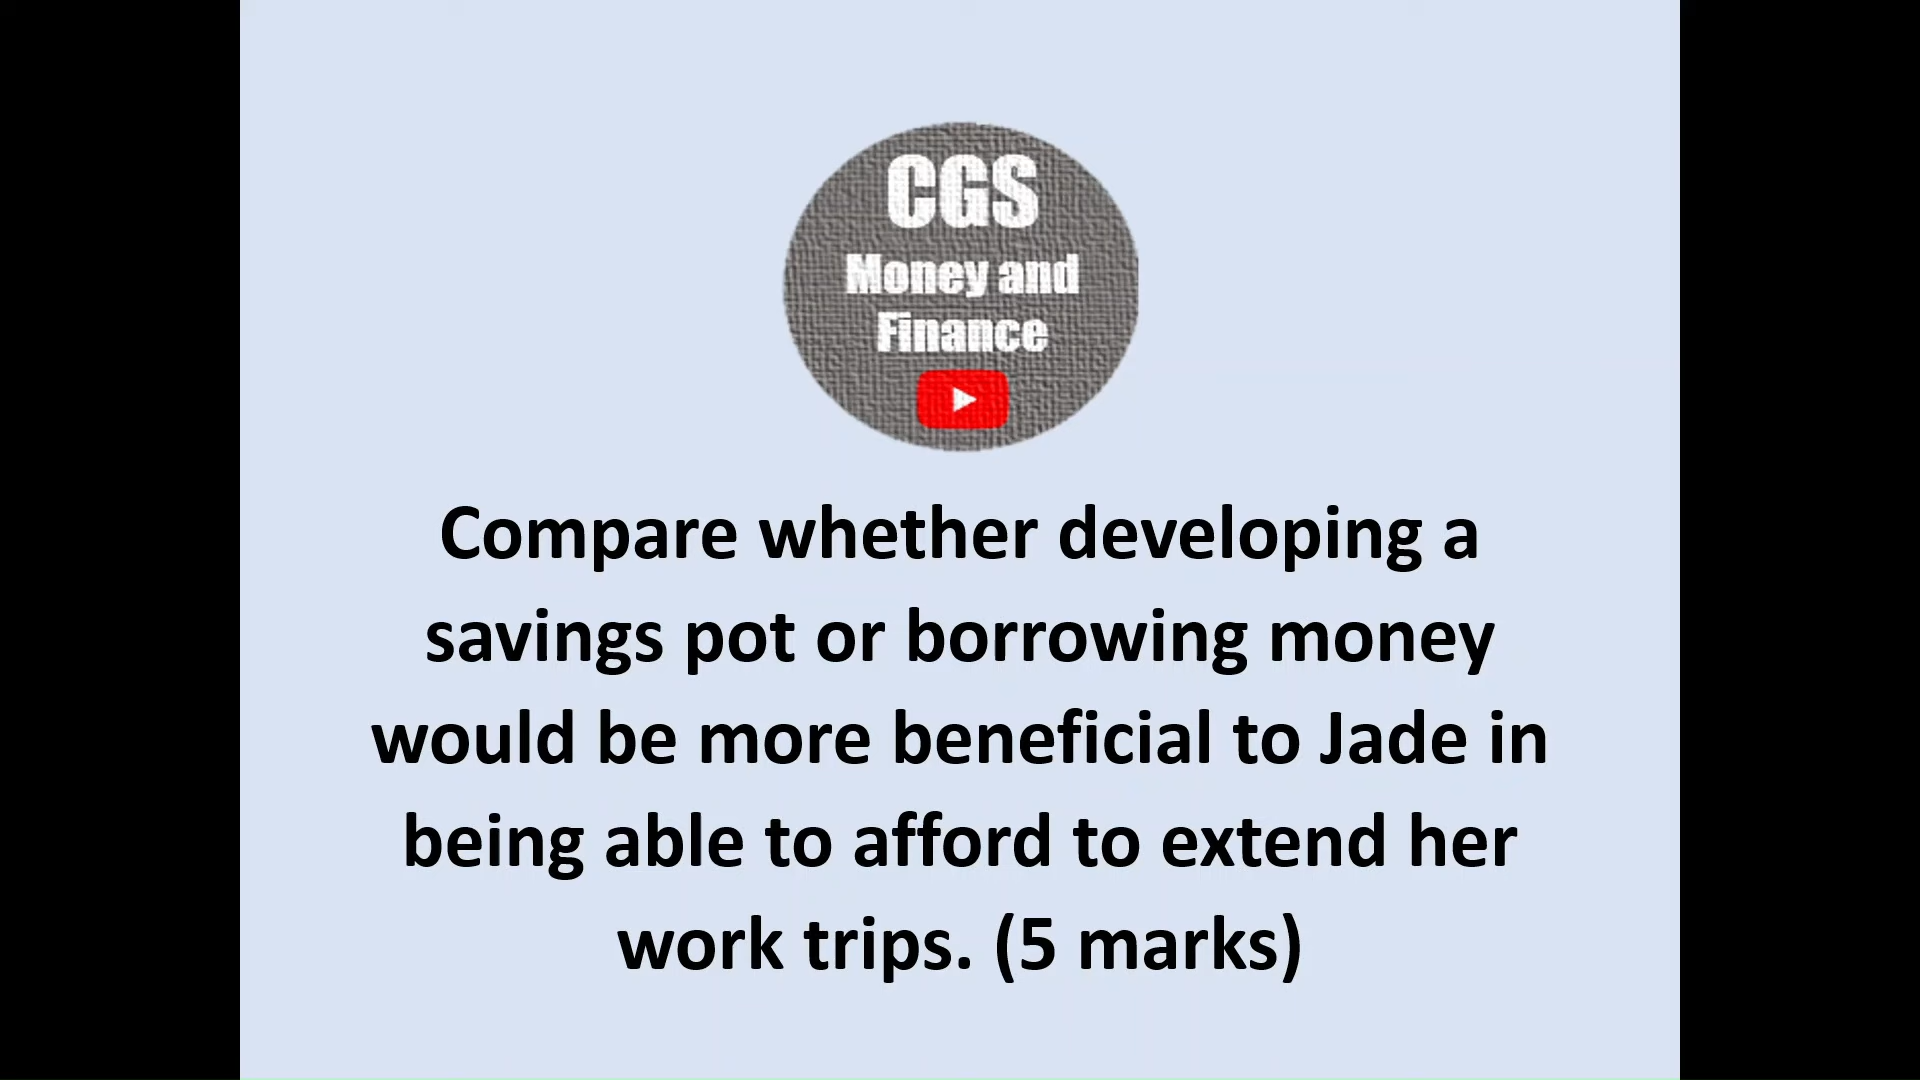 CGS
Money and
Finance
Compare whether developing a
savings pot or borrowing money
would be more beneficial to Jade in
being able to afford to extend her
work trips. (5 marks)